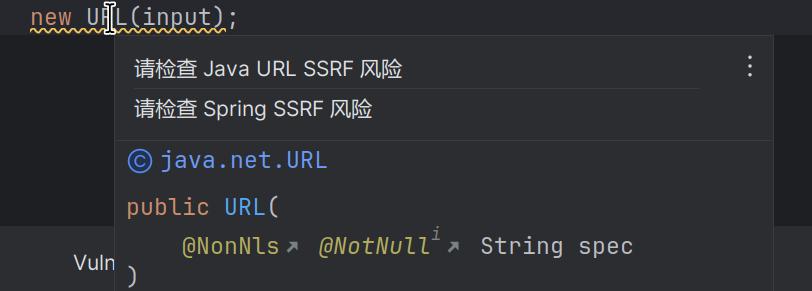 new URL(input);
请检查 Java URL SSRF 风险
请检查 Spring SSRF 风险
© java.net.URL
public URL(
@NonNls↗ @NotNull i↗ String spec
)
Vuln